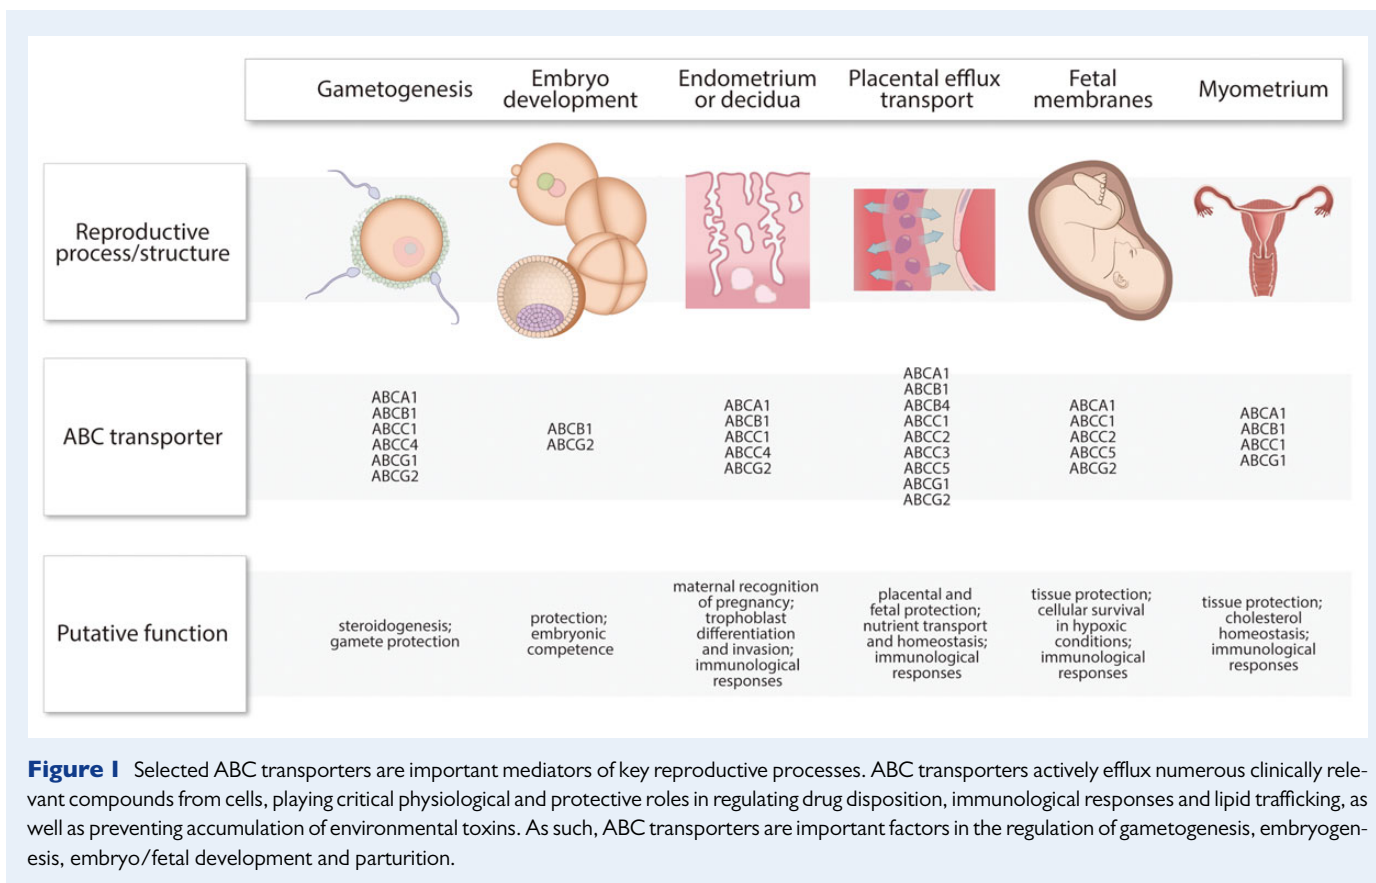 Gametogenesis
Embryo
development
Endometrium
or decidua
Placental efflux
transport
Fetal
membranes
Myometrium
Reproductive
process/structure
ABC transporter
ABCA1
ABCB1
ABCC1
ABCC4
ABCG1
ABCG2
ABCB1
ABCG2
ABCA1
ABCB1
ABCC1
ABCC4
ABCG2
ABCA1
ABCB1
ABCB4
ABCC1
ABCC2
ABCC3
ABCC5
ABCG1
ABCG2
ABCA1
ABCC1
ABCC2
ABCC5
ABCG2
ABCA1
ABCB1
ABCC1
ABCG1
Putative function
steroidogenesis;
gamete protection
protection;
embryonic
competence
maternal recognition
of pregnancy;
trophoblast
differentiation
and invasion;
immunological
responses
placental and
fetal protection;
nutrient transport
and homeostasis;
immunological
responses
tissue protection;
cellular survival
in hypoxic
conditions;
immunological
responses
tissue protection;
cholesterol
homeostasis;
immunological
responses
Figure 1 Selected ABC transporters are important mediators of key reproductive processes. ABC transporters actively efflux numerous clinically rele-
vant compounds from cells, playing critical physiological and protective roles in regulating drug disposition, immunological responses and lipid trafficking, as
well as preventing accumulation of environmental toxins. As such, ABC transporters are important factors in the regulation of gametogenesis, embryogen-
esis, embryo/fetal development and parturition.